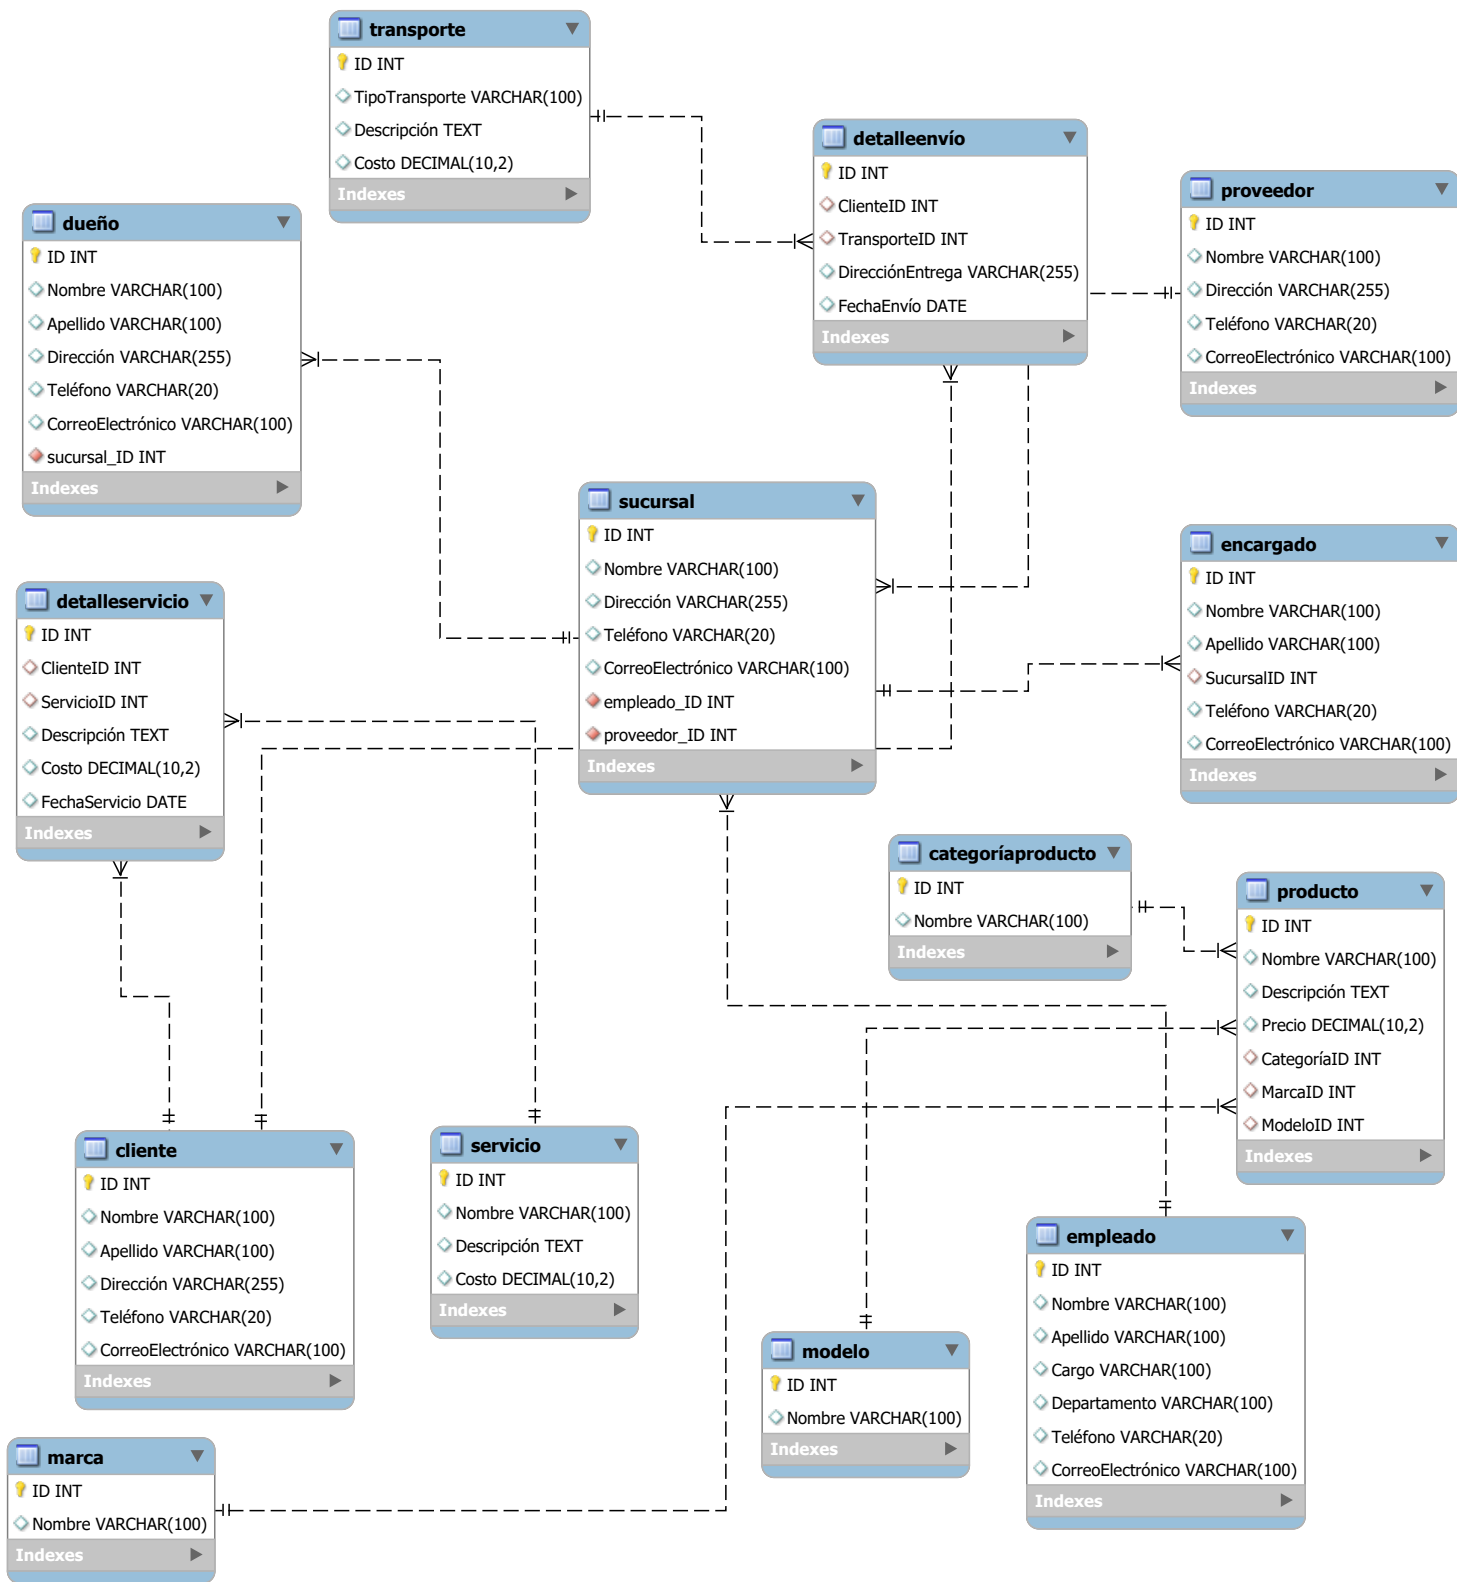 transporte
ID INT
TipoTransporte VARCHAR(100)
Descripción TEXT
Costo DECIMAL(10,2)
Indexes
detalleenvío
ID INT
ClienteID INT
TransporteID INT
DirecciónEntrega VARCHAR(255)
FechaEnvío DATE
Indexes
proveedor
ID INT
Nombre VARCHAR(100)
Dirección VARCHAR(255)
Teléfono VARCHAR(20)
CorreoElectrónico VARCHAR(100)
Indexes
dueño
ID INT
Nombre VARCHAR(100)
Apellido VARCHAR(100)
Dirección VARCHAR(255)
Teléfono VARCHAR(20)
CorreoElectrónico VARCHAR(100)
sucursal_ID INT
Indexes
sucursal
ID INT
Nombre VARCHAR(100)
Dirección VARCHAR(255)
Teléfono VARCHAR(20)
CorreoElectrónico VARCHAR(100)
empleado_ID INT
proveedor_ID INT
Indexes
encargado
ID INT
Nombre VARCHAR(100)
Apellido VARCHAR(100)
SucursalID INT
Teléfono VARCHAR(20)
CorreoElectrónico VARCHAR(100)
Indexes
detalleservicio
ID INT
ClienteID INT
ServicioID INT
Descripción TEXT
Costo DECIMAL(10,2)
FechaServicio DATE
Indexes
categoríaproducto
ID INT
Nombre VARCHAR(100)
Indexes
producto
ID INT
Nombre VARCHAR(100)
Descripción TEXT
Precio DECIMAL(10,2)
CategoríaID INT
MarcaID INT
ModeloID INT
Indexes
cliente
ID INT
Nombre VARCHAR(100)
Apellido VARCHAR(100)
Dirección VARCHAR(255)
Teléfono VARCHAR(20)
CorreoElectrónico VARCHAR(100)
Indexes
servicio
ID INT
Nombre VARCHAR(100)
Descripción TEXT
Costo DECIMAL(10,2)
Indexes
empleado
ID INT
Nombre VARCHAR(100)
Apellido VARCHAR(100)
Cargo VARCHAR(100)
Departamento VARCHAR(100)
Teléfono VARCHAR(20)
CorreoElectrónico VARCHAR(100)
Indexes
modelo
ID INT
Nombre VARCHAR(100)
Indexes
marca
ID INT
Nombre VARCHAR(100)
Indexes